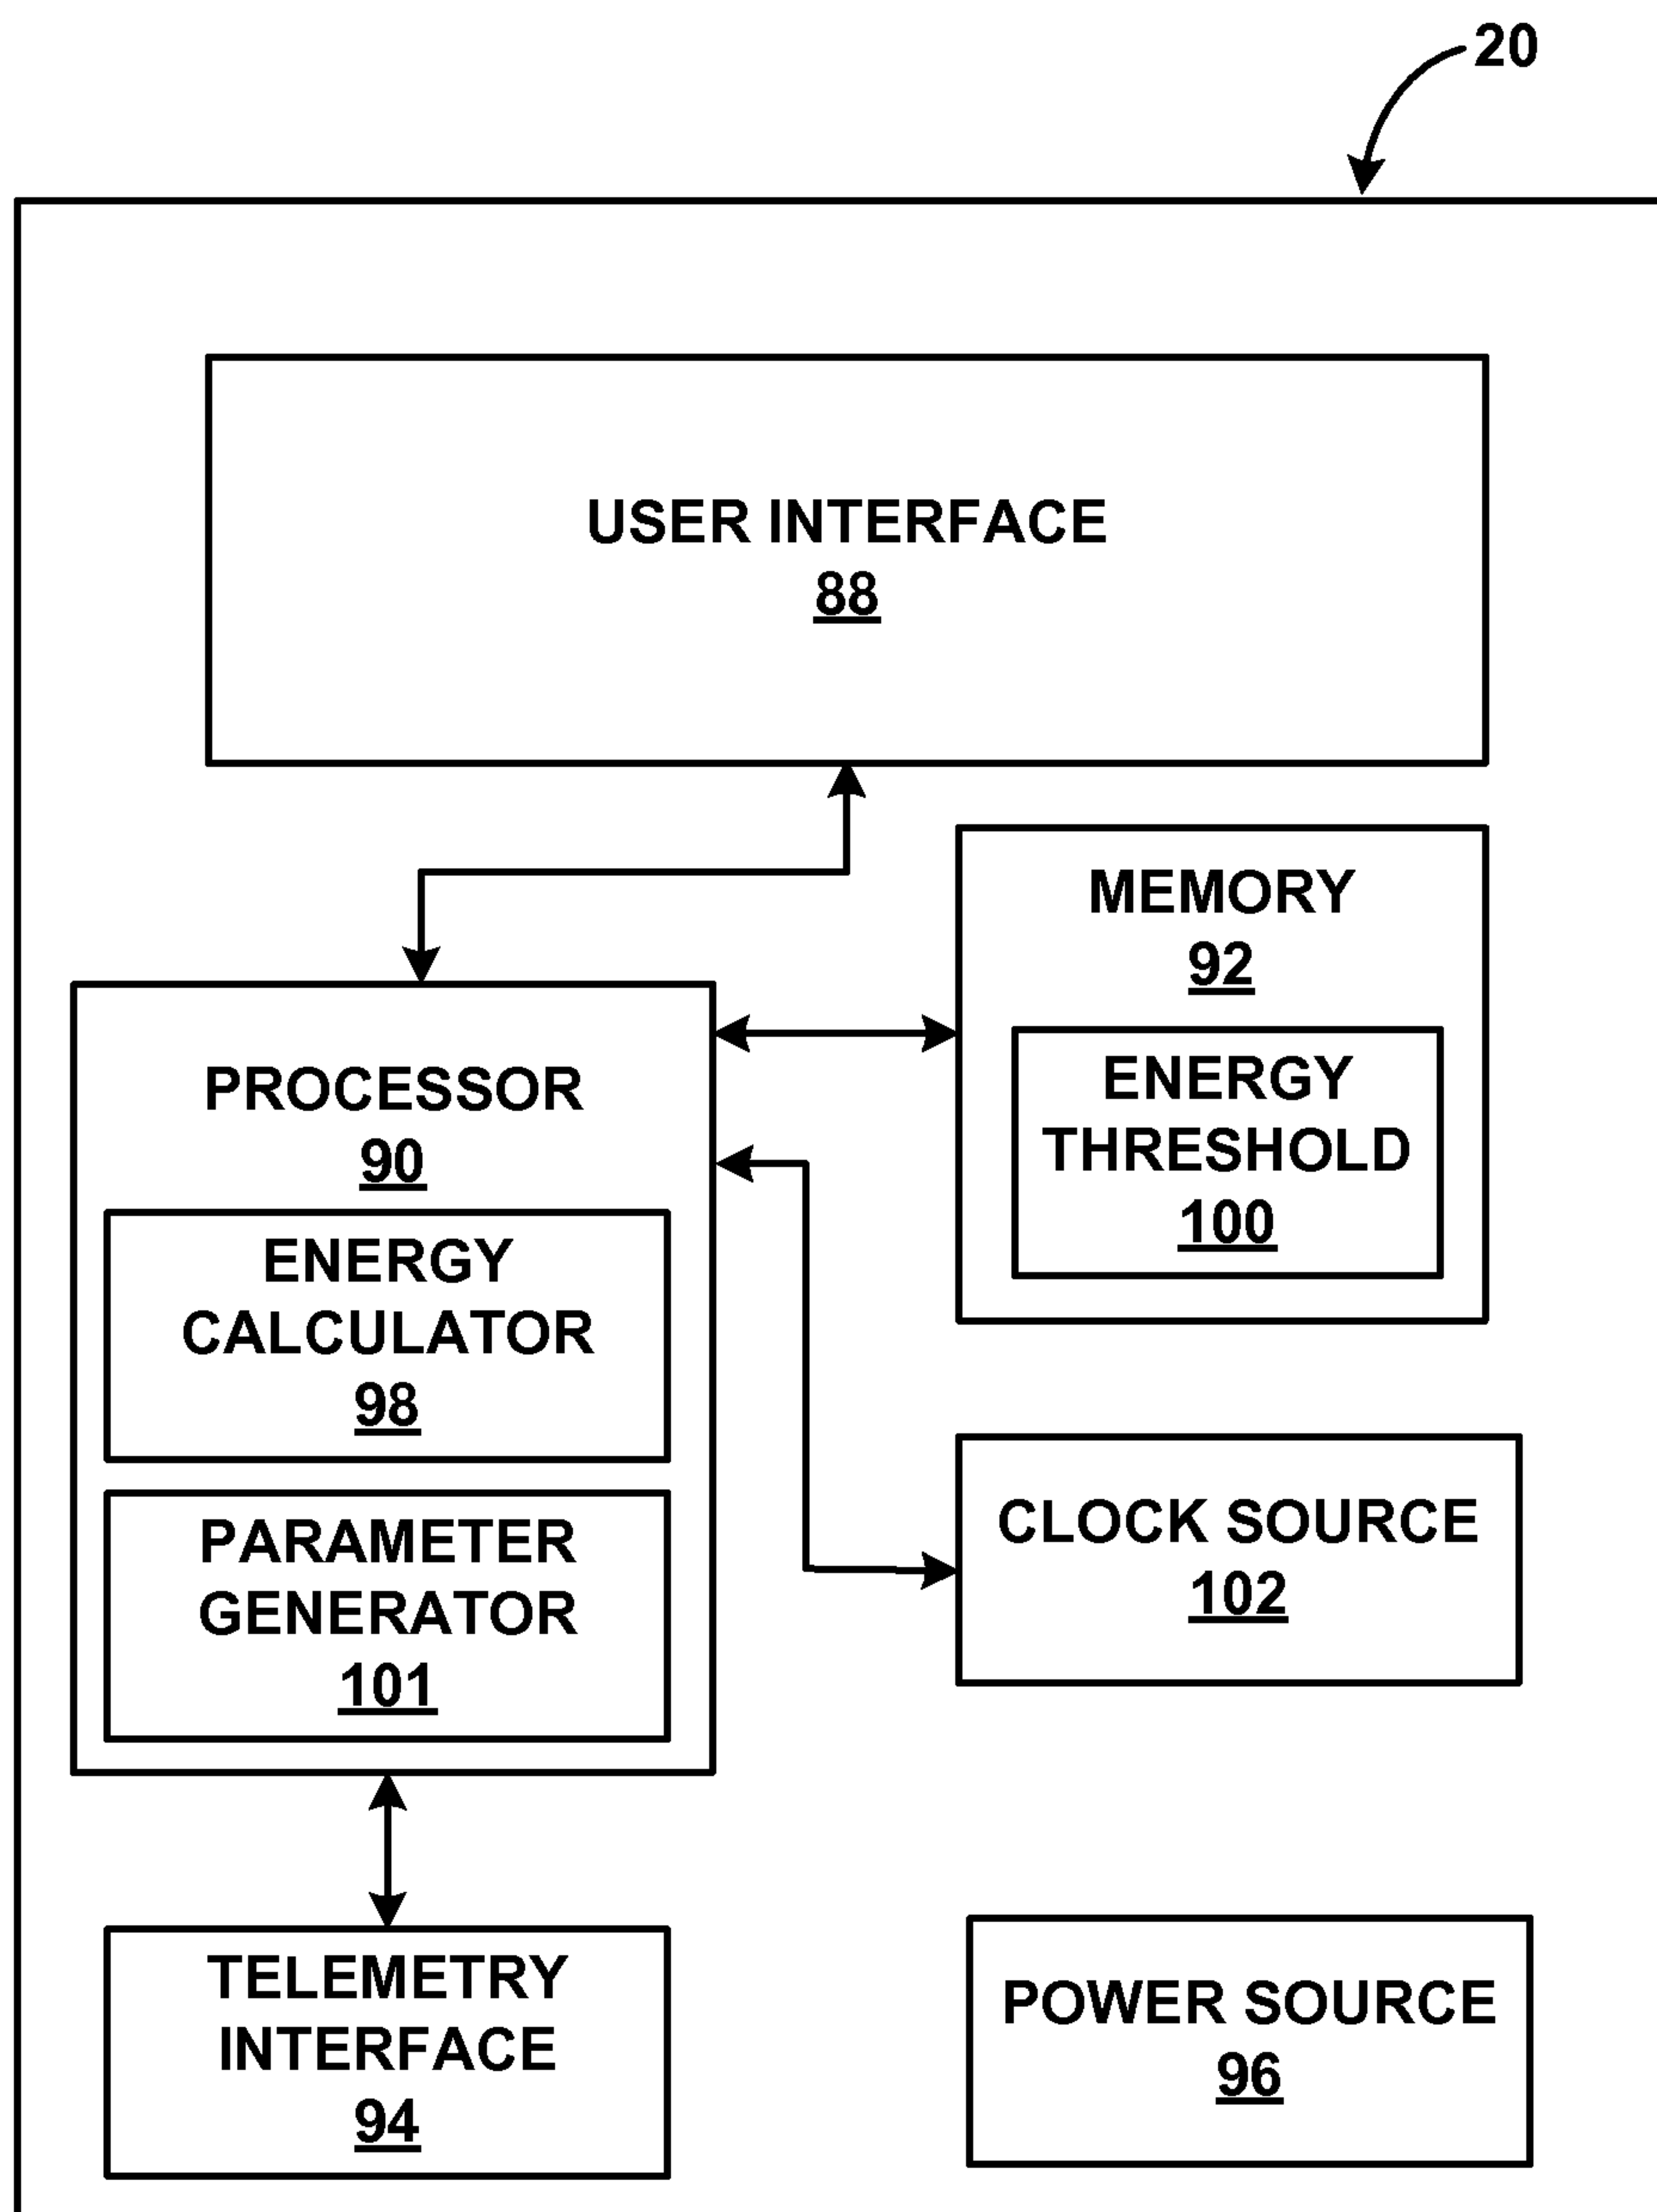 20
USER INTERFACE
88
MEMORY
92
ENERGY
THRESHOLD
100
PROCESSOR
90
ENERGY
CALCULATOR
98
PARAMETER
GENERATOR
101
CLOCK SOURCE
102
TELEMETRY
INTERFACE
94
POWER SOURCE
96